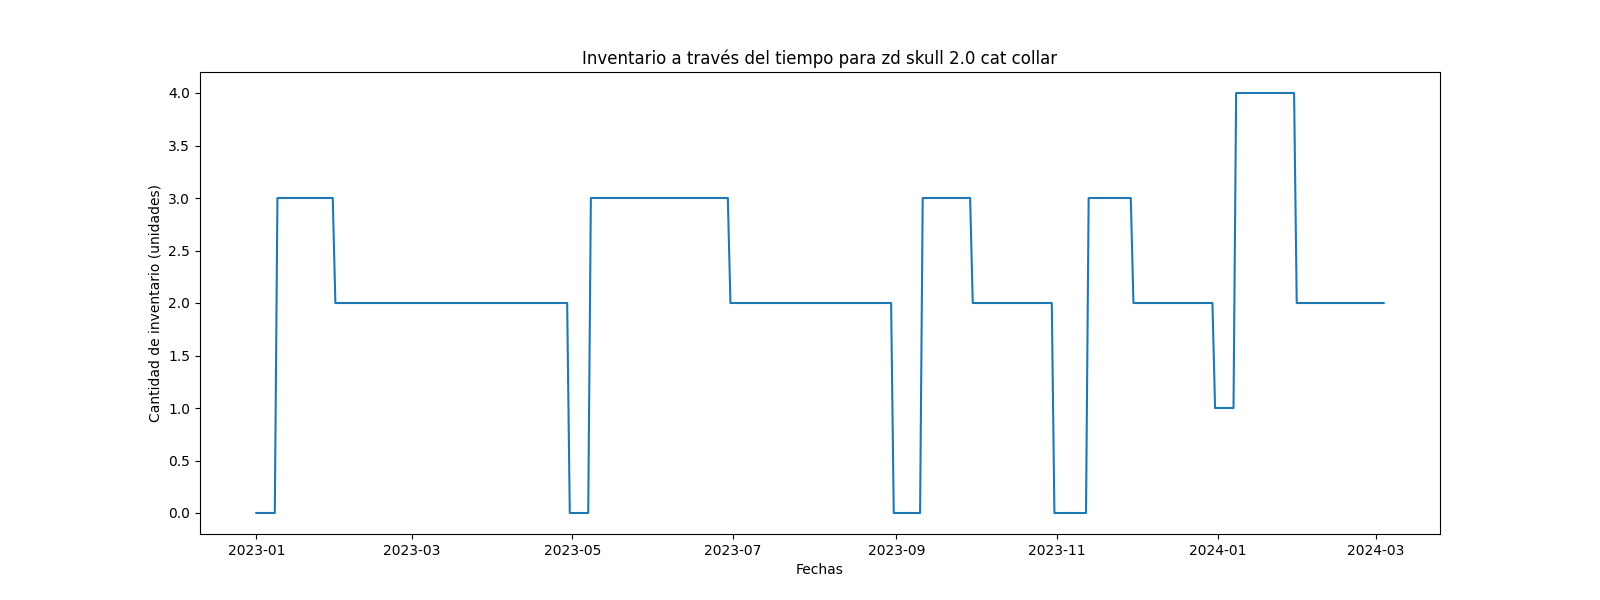 Inventario a través del tiempo para zd skull 2.0 cat collar
Cantidad de inventario (unidades)
4.0
3.5
3.0
2.5
2.0
1.5
1.0
0.5
0.0
2023-01 2023-03 2023-05 2023-07 2023-09 2023-11 2024-01 2024-03
Fechas